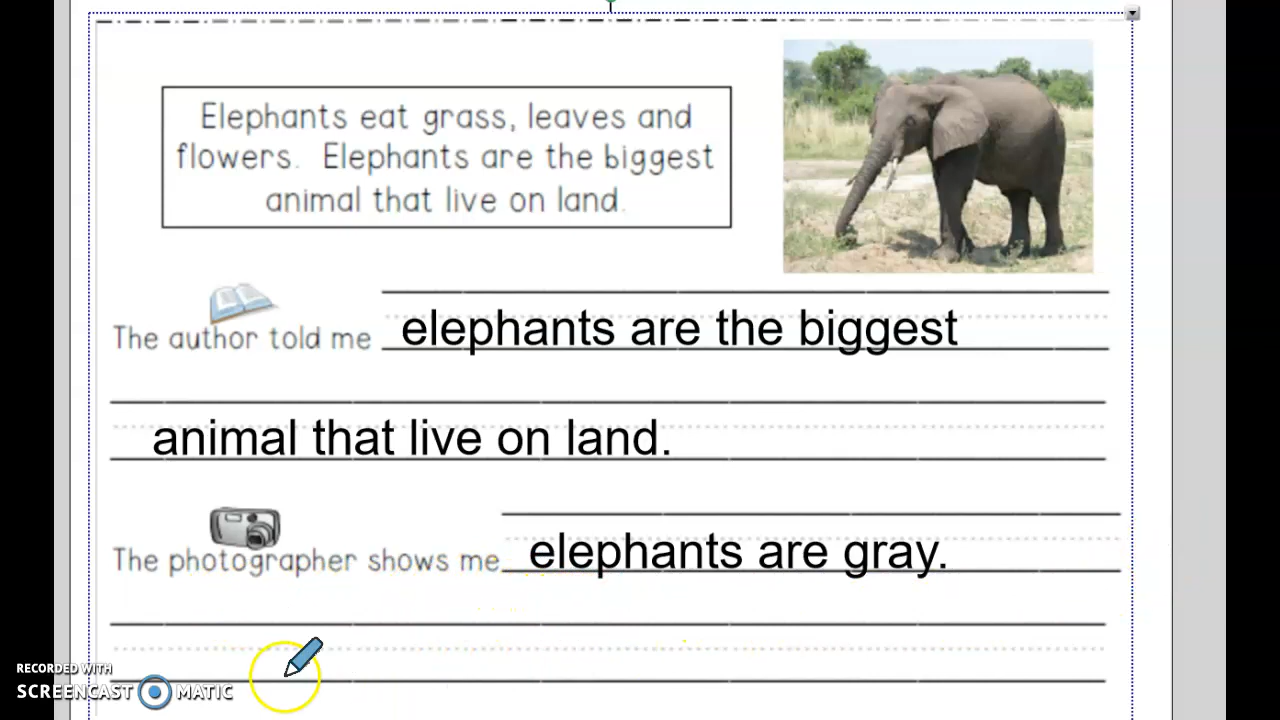 Elephants eat grass, leaves and
flowers. Elephants are the biggest
animal that live on land.
The author told me elephants are the biggest
animal that live on land.
The photographer shows me elephants are gray.
RECORDED WITH
SCREENCAST MATIC